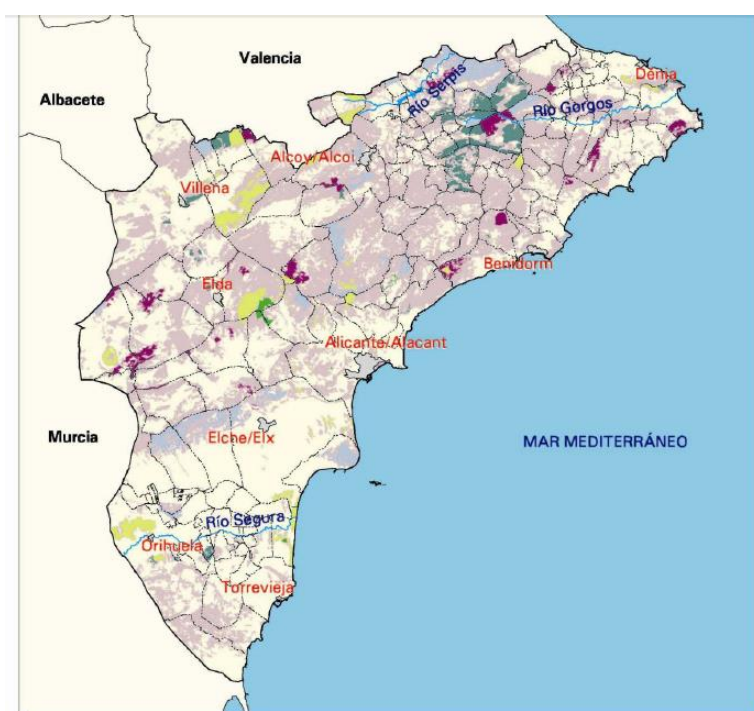 Valencia
Albacete
Río Serpis
Dénia
Río Gorgos
Alcoy/Alcoi
Villena
Elda
Benidorm
Alicante/Alacant
Murcia
Elche/Elx
MAR MEDITERRÁNEO
Río Segura
Orihuela
Torrevieja